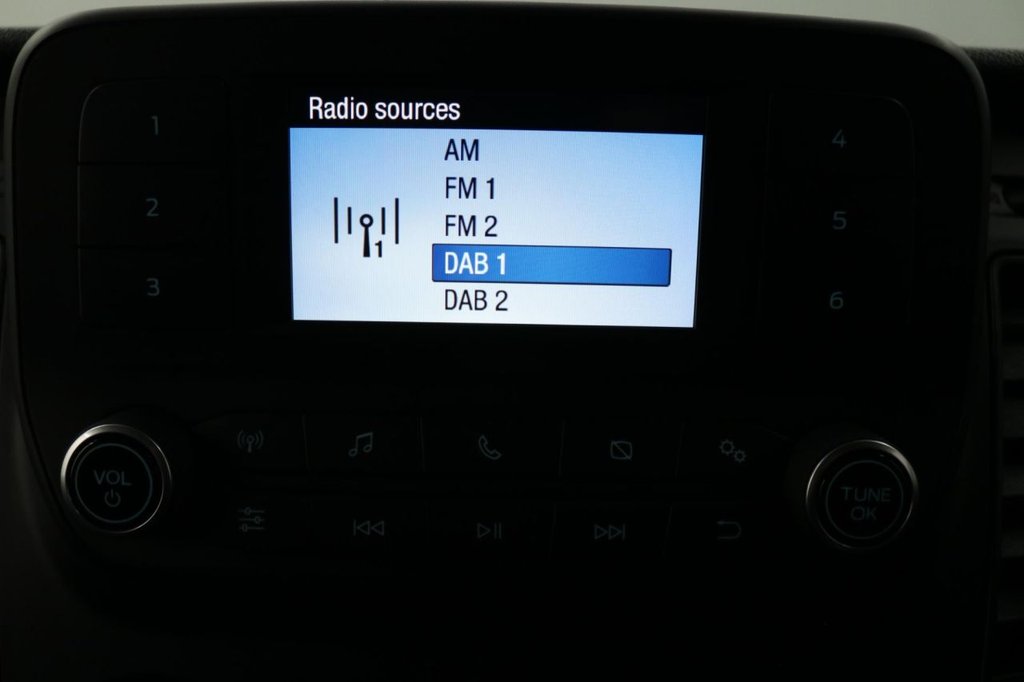 Radio sources
AM
FM 1
FM 2
1
DAB 1
DAB 2
1
2
3
4
5
6
VOL
TUNE
OK